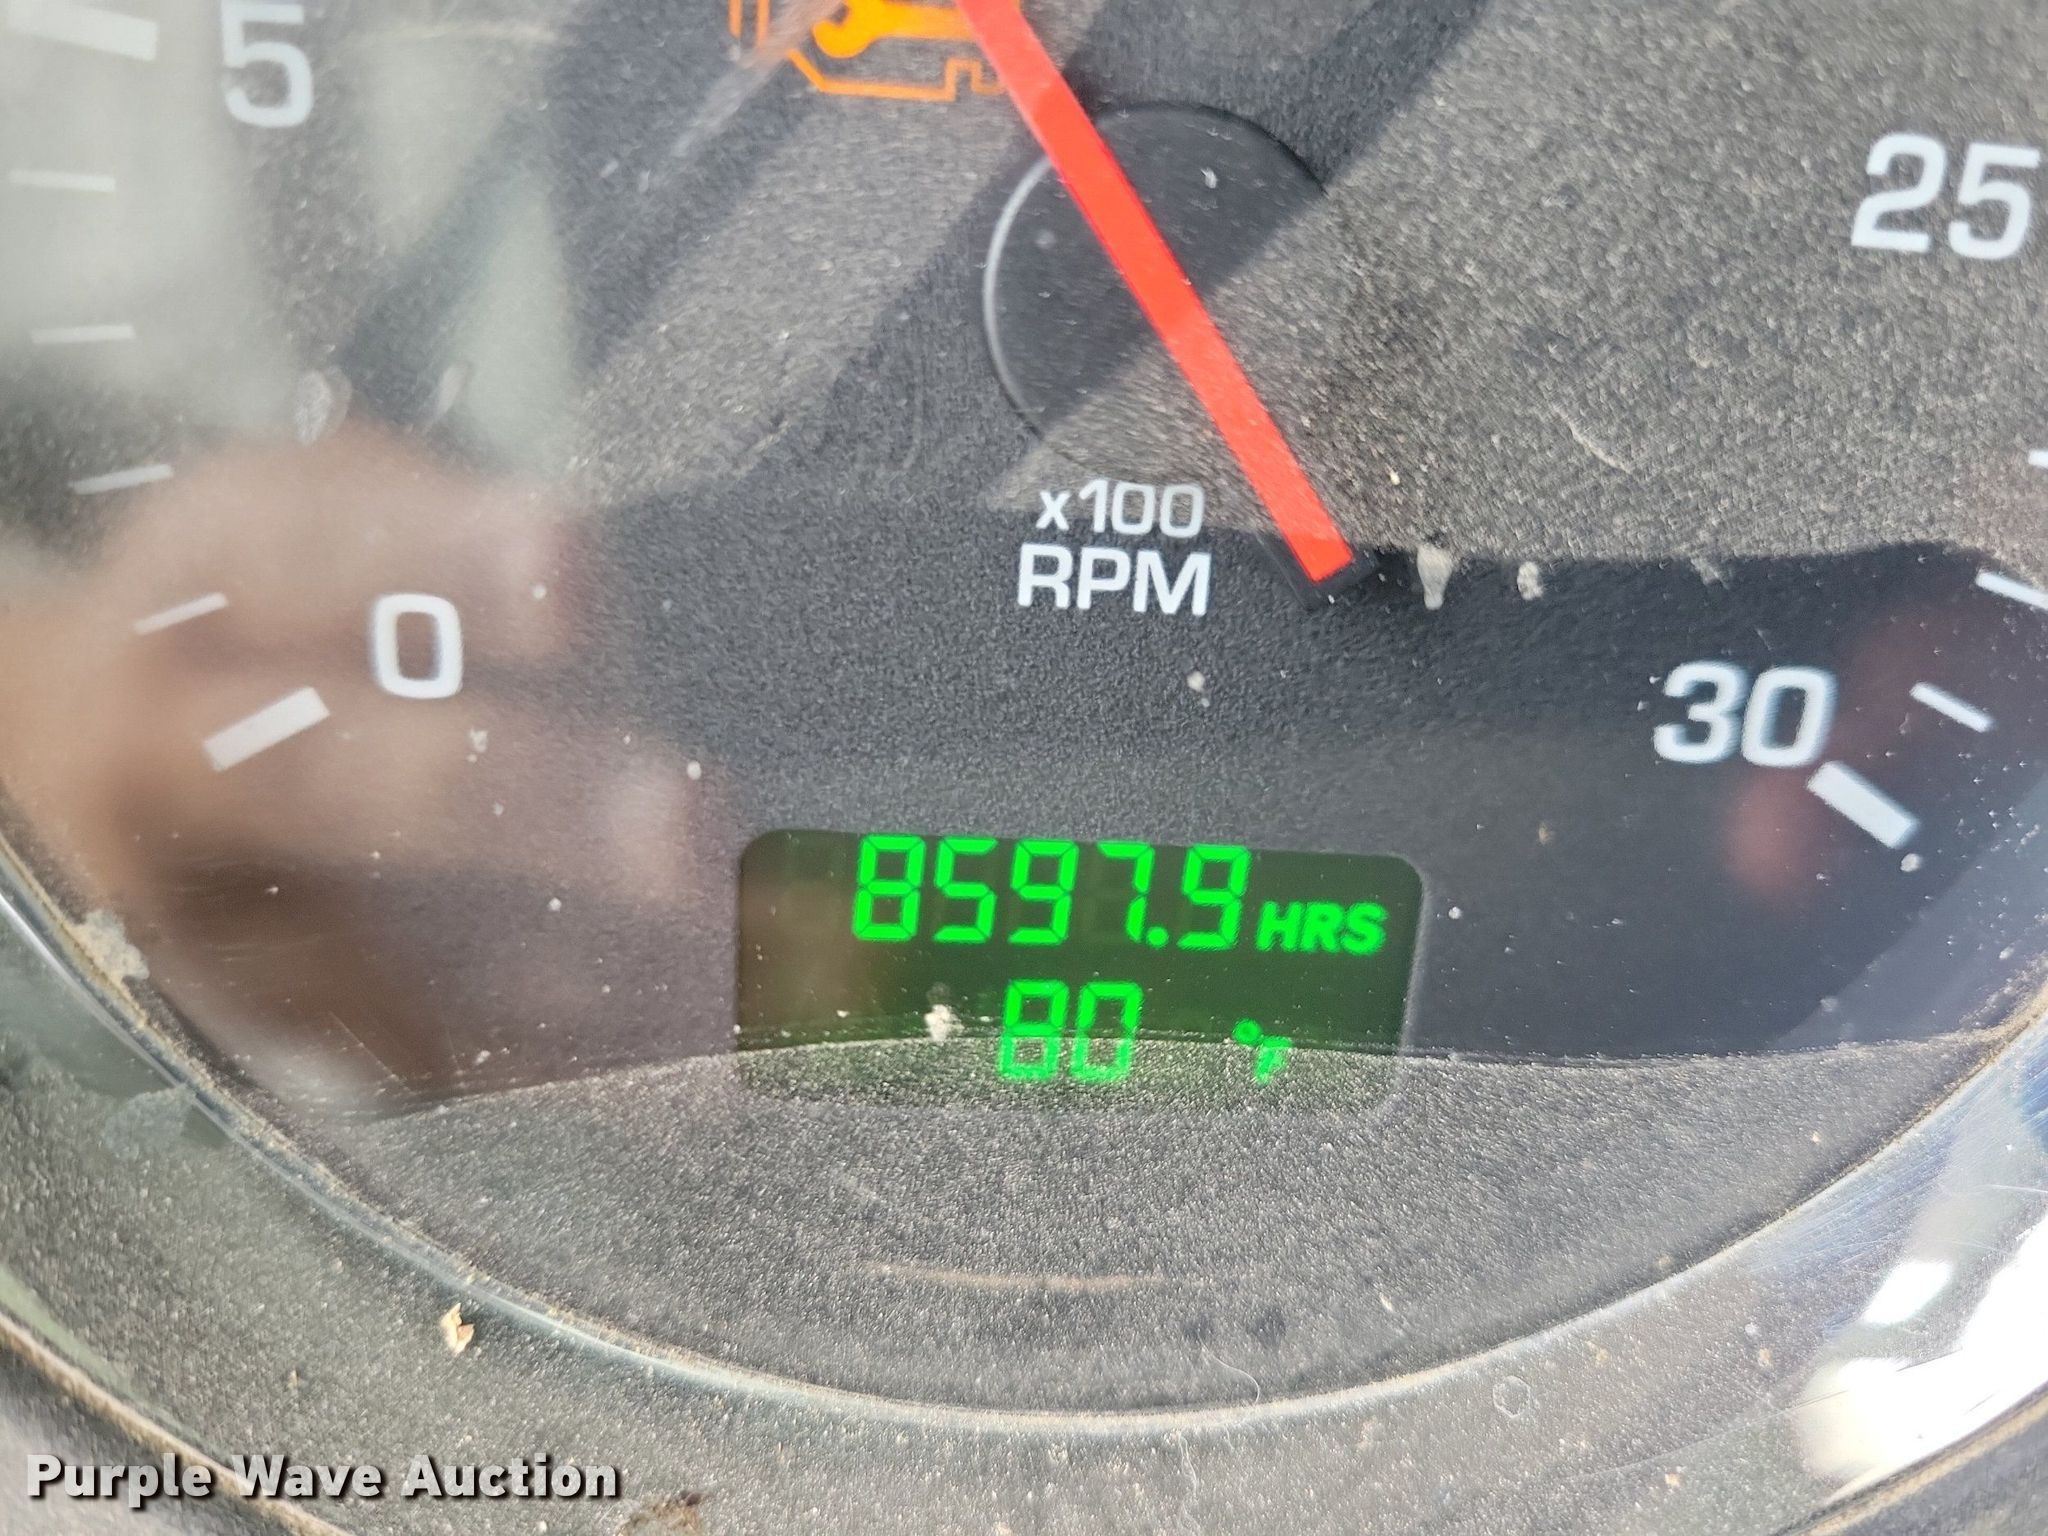 5
25
x100
RPM
0
30
8597.9 HRS
80 °F
Purple Wave Auction